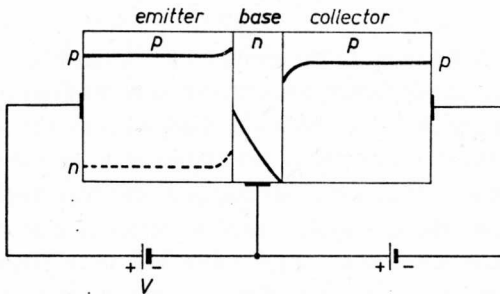 emitter base collector
p n p
p p
n
+ - + -
V